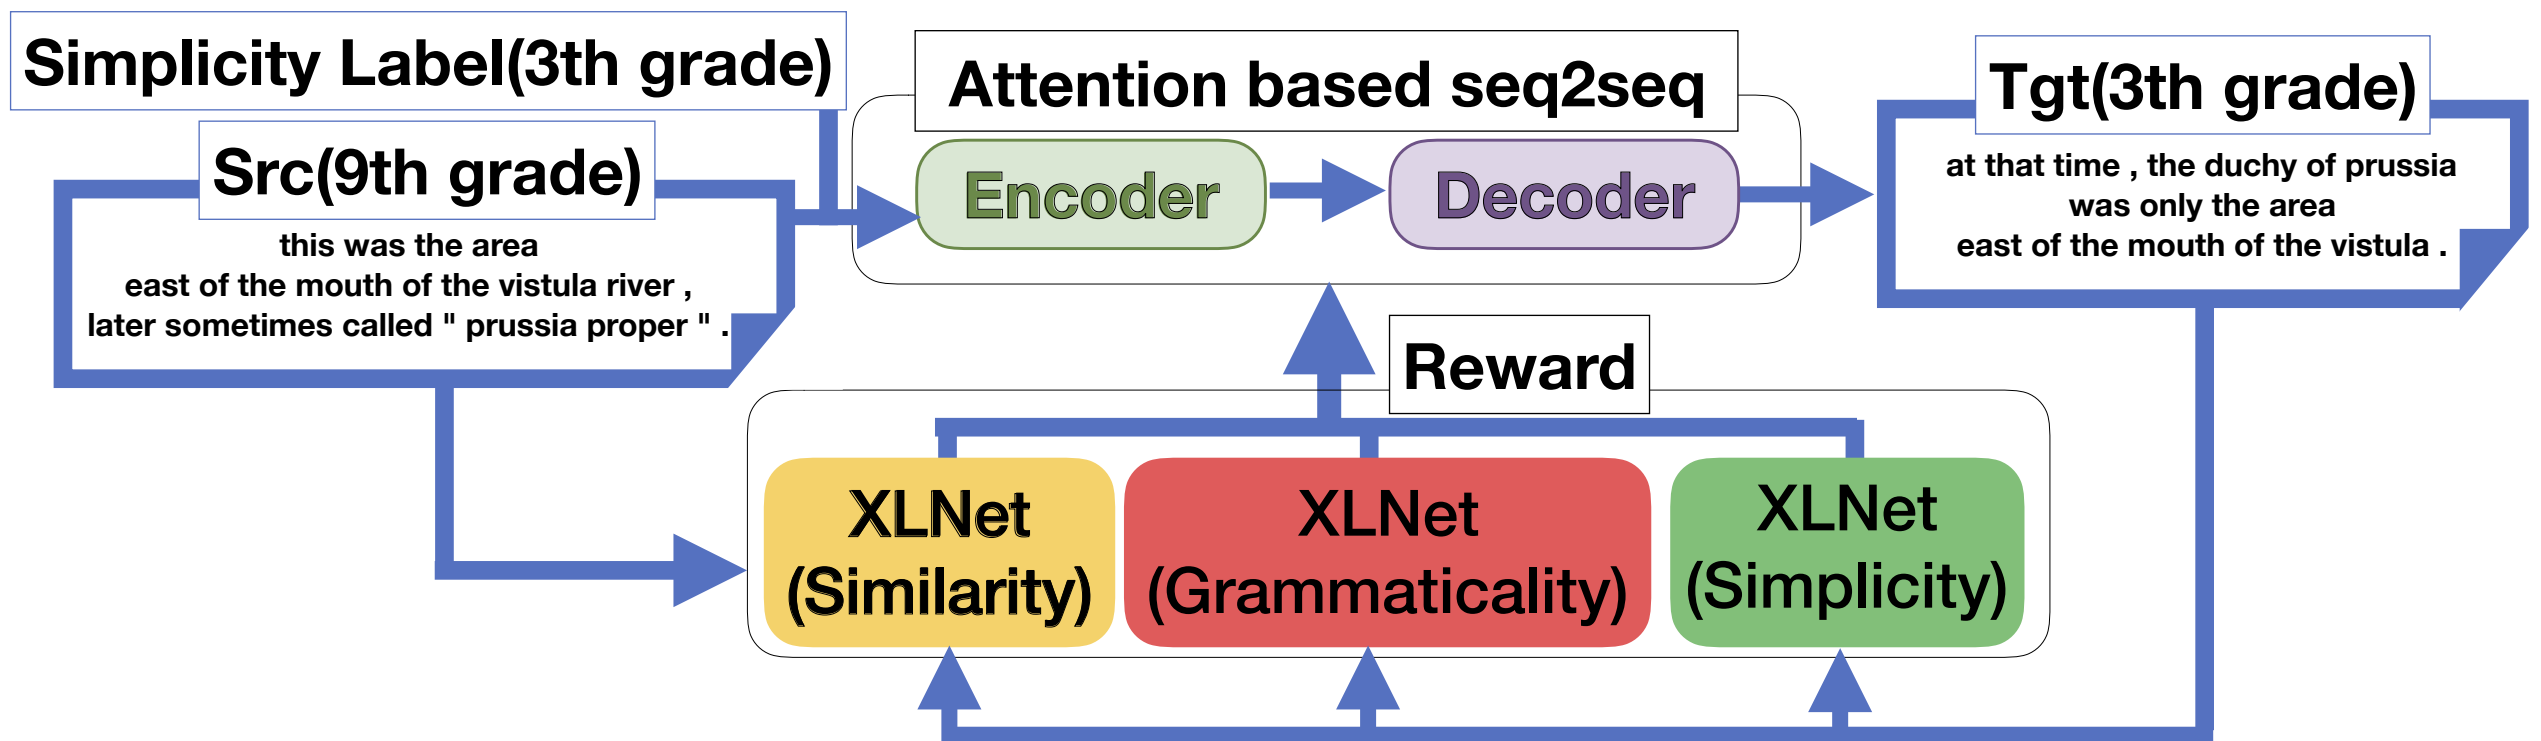 Simplicity Label(3th grade)
Src(9th grade)
this was the area
east of the mouth of the vistula river ,
later sometimes called " prussia proper " .
Attention based seq2seq
Encoder
Decoder
Tgt(3th grade)
at that time , the duchy of prussia
was only the area
east of the mouth of the vistula .
Reward
XLNet
(Similarity)
XLNet
(Grammaticality)
XLNet
(Simplicity)